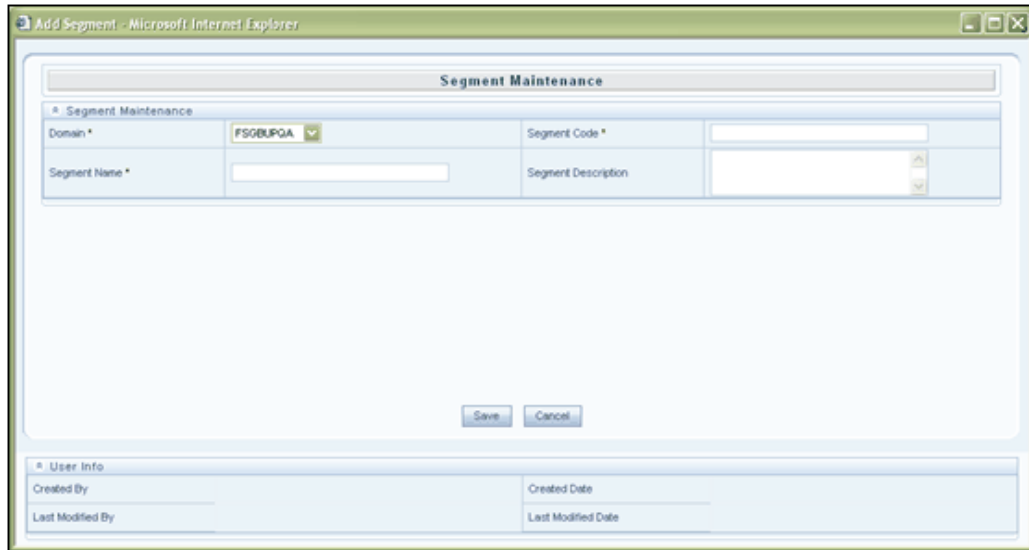 Add Segment - Microsoft Internet Explorer
Segment Maintenance
Segment Maintenance
Domain * FSGBUPQA Segment Code *
Segment Name * Segment Description
Save Cancel
User Info
Created By Created Date
Last Modified By Last Modified Date